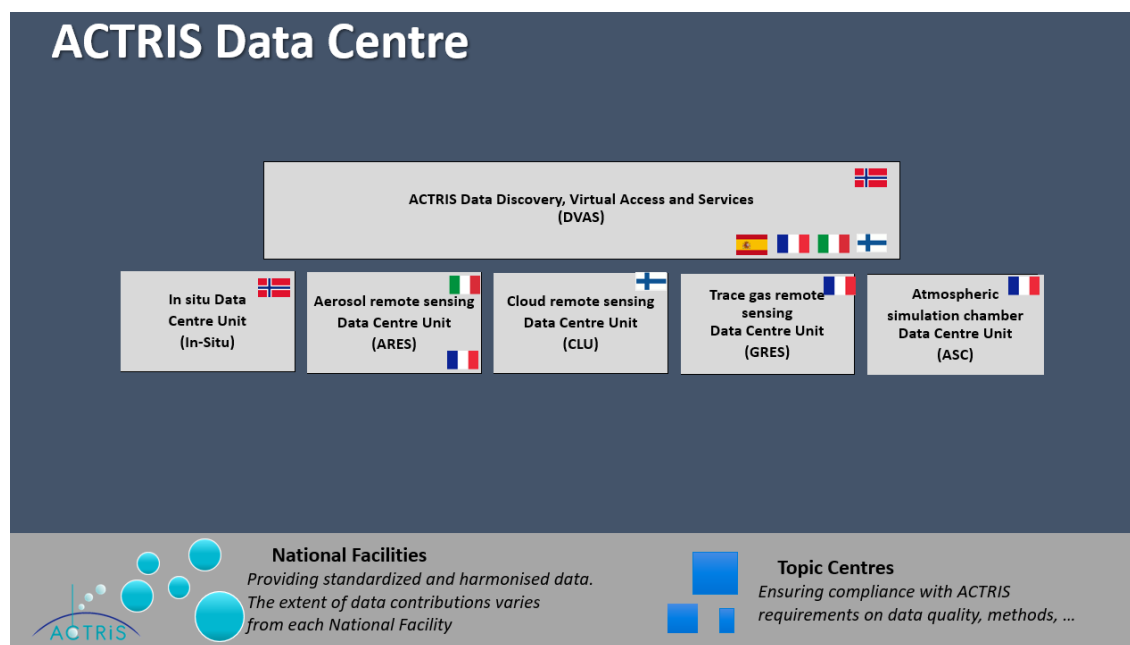 ACTRIS Data Centre
ACTRIS Data Discovery, Virtual Access and Services
(DVAS)
In situ Data
Centre Unit
(In-Situ)
Aerosol remote sensing
Data Centre Unit
(ARES)
Cloud remote sensing
Data Centre Unit
(CLU)
Trace gas remote
sensing
Data Centre Unit
(GRES)
Atmospheric
simulation chamber
Data Centre Unit
(ASC)
National Facilities
Providing standardized and harmonised data.
The extent of data contributions varies
from each National Facility
ACTRiS
Topic Centres
Ensuring compliance with ACTRIS
requirements on data quality, methods, ...